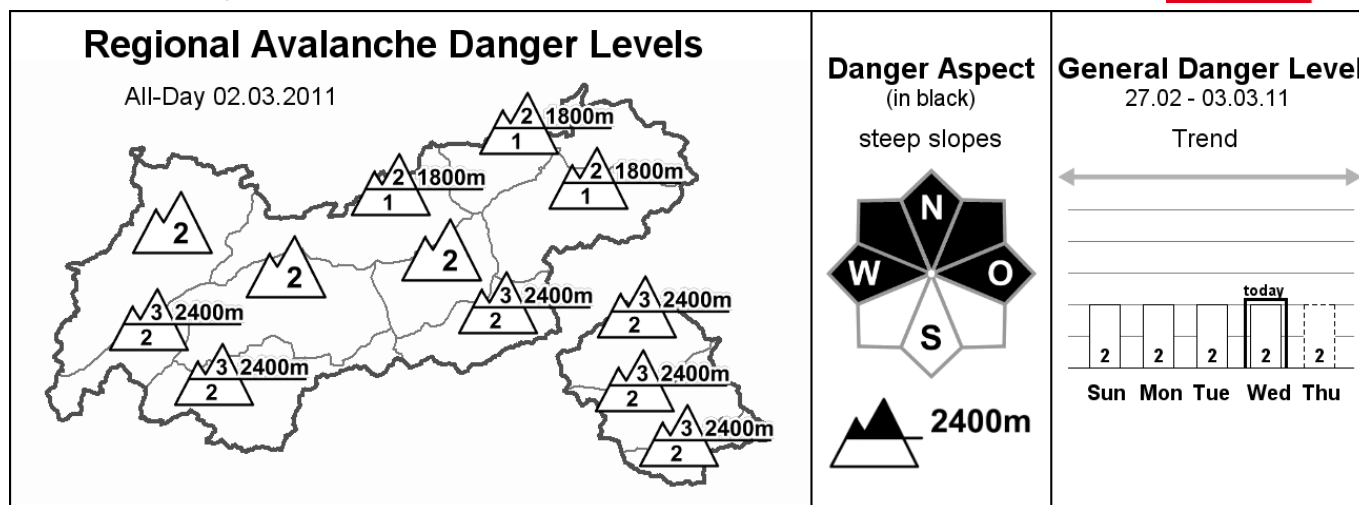 Regional Avalanche Danger Levels
All-Day 02.03.2011
2 1800m
1
2 1800m
1
2 1800m
1
2
2
2
3 2400m
2
3 2400m
2
3 2400m
2
3 2400m
2
3 2400m
2
3 2400m
2
Danger Aspect
(in black)
steep slopes
N
W O
S
2400m
General Danger Level
27.02 - 03.03.11
Trend
today
2 2 2 2 2
Sun Mon Tue Wed Thu